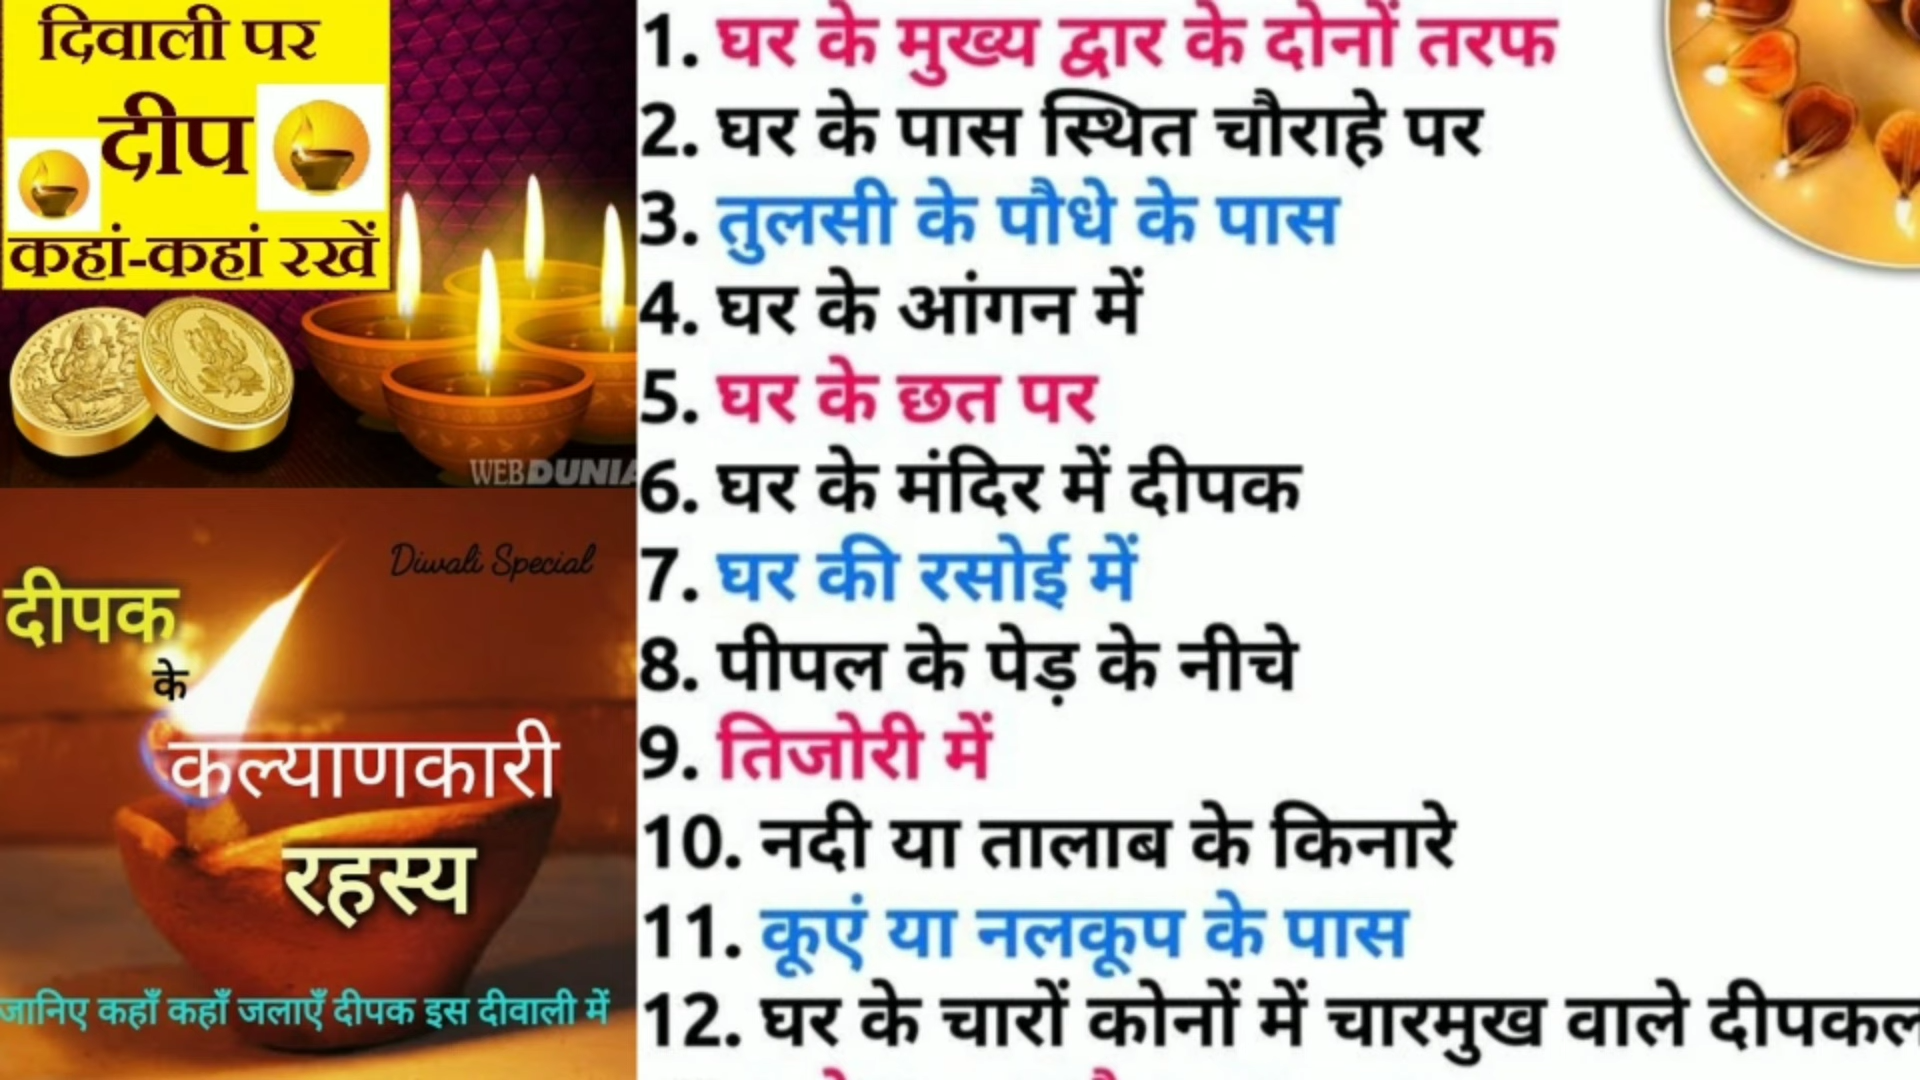 दिवाली पर
दीप
कहां-कहां रखें
WEBDUNIA
Diwali Special
दीपक
के
कल्याणकारी
रहस्य
जानिए कहाँ कहाँ जलाएँ दीपक इस दीवाली में
1. घर के मुख्य द्वार के दोनों तरफ
2. घर के पास स्थित चौराहे पर
3. तुलसी के पौधे के पास
4. घर के आंगन में
5. घर के छत पर
6. घर के मंदिर में दीपक
7. घर की रसोई में
8. पीपल के पेड़ के नीचे
9. तिजोरी में
10. नदी या तालाब के किनारे
11. कूएं या नलकूप के पास
12. घर के चारों कोनों में चारमुख वाले